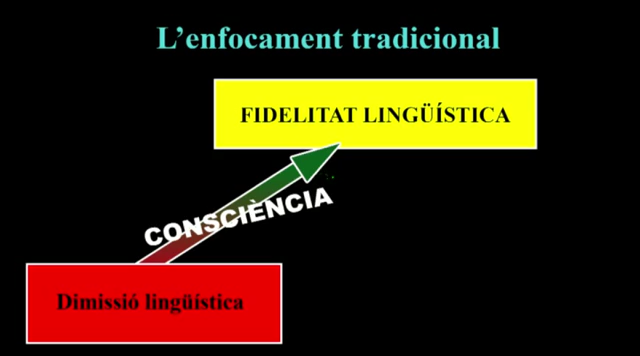 L’enfocament tradicional
FIDELITAT LINGÜÍSTICA
CONSCIÈNCIA
Dimissió lingüística